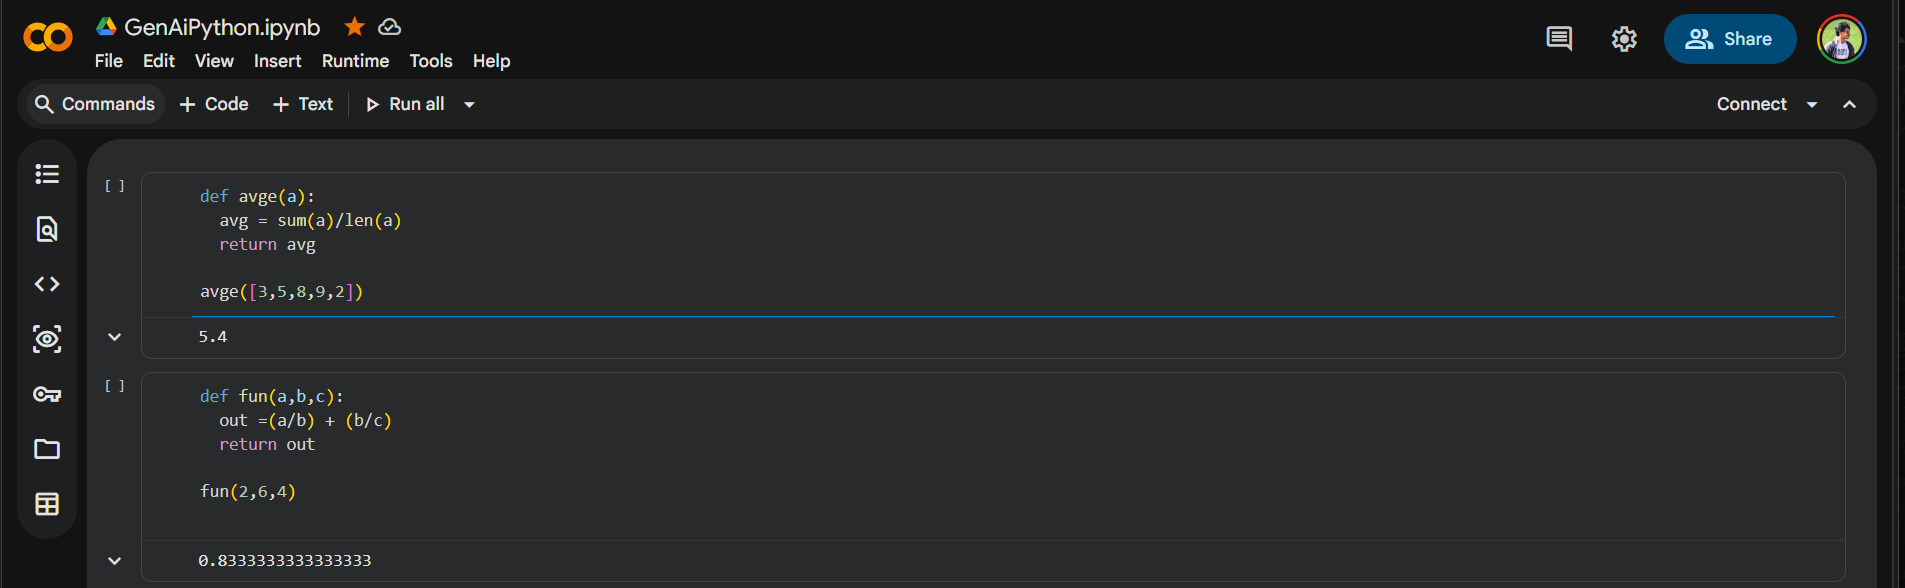 GenAiPython.ipynb
File Edit View Insert Runtime Tools Help
Share
Commands + Code + Text Run all
Connect
[ ]
def avge(a):
  avg = sum(a)/len(a)
  return avg
avge([3,5,8,9,2])
5.4
[ ]
def fun(a,b,c):
  out =(a/b) + (b/c)
  return out
fun(2,6,4)
0.8333333333333333